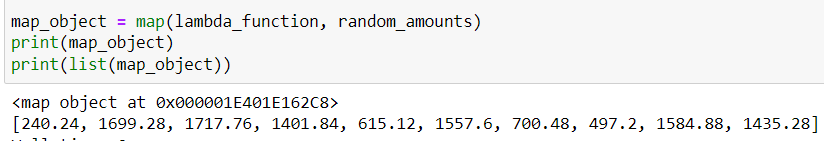 map_object = map(lambda_function, random_amounts)
print(map_object)
print(list(map_object))
<map object at 0x000001E401E162C8>
[240.24, 1699.28, 1717.76, 1401.84, 615.12, 1557.6, 700.48, 497.2, 1584.88, 1435.28]